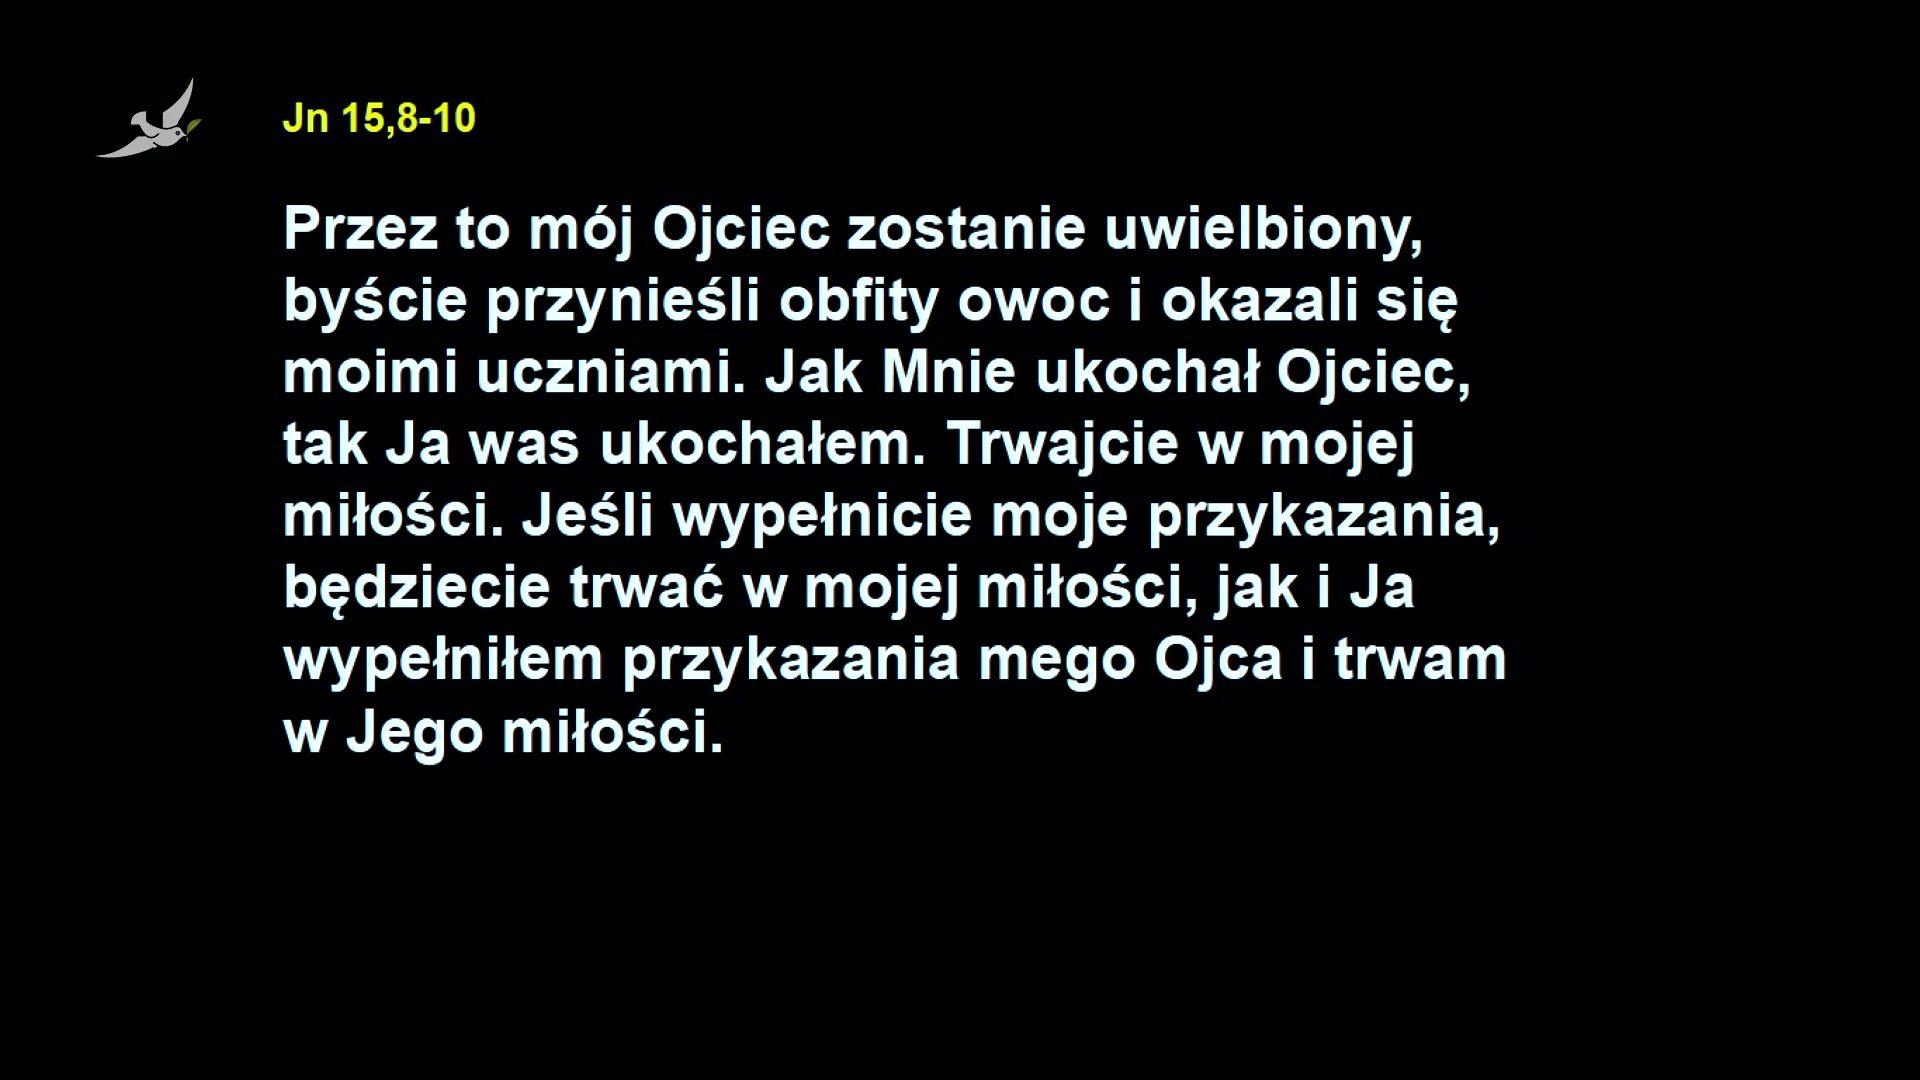 Jn 15,8-10
Przez to mój Ojciec zostanie uwielbiony,
byście przynieśli obfity owoc i okazali się
moimi uczniami. Jak Mnie ukochał Ojciec,
tak Ja was ukochałem. Trwajcie w mojej
miłości. Jeśli wypełnicie moje przykazania,
będziecie trwać w mojej miłości, jak i Ja
wypełniłem przykazania mego Ojca i trwam
w Jego miłości.